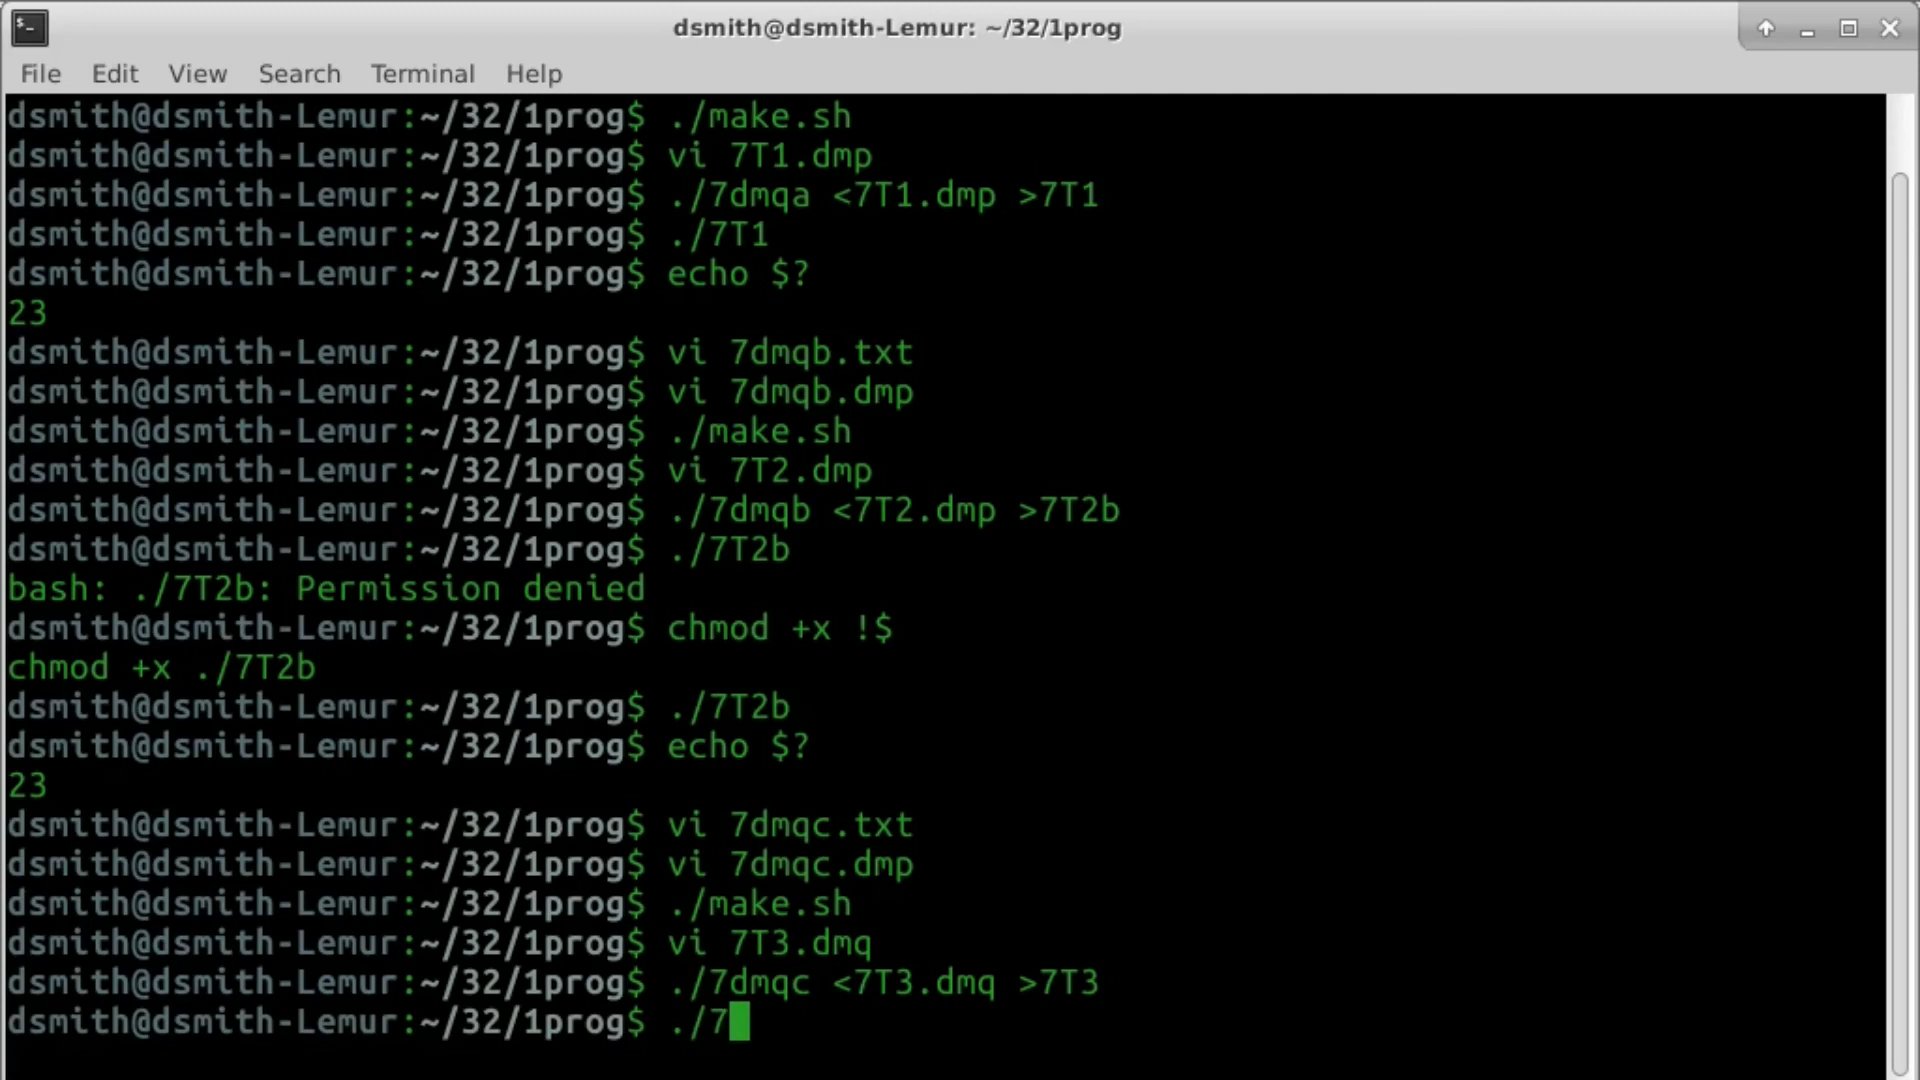 dsmith@dsmith-Lemur: ~/32/1prog
File Edit View Search Terminal Help
dsmith@dsmith-Lemur:~/32/1prog$ ./make.sh
dsmith@dsmith-Lemur:~/32/1prog$ vi 7T1.dmp
dsmith@dsmith-Lemur:~/32/1prog$ ./7dmqa <7T1.dmp >7T1
dsmith@dsmith-Lemur:~/32/1prog$ ./7T1
dsmith@dsmith-Lemur:~/32/1prog$ echo $?
23
dsmith@dsmith-Lemur:~/32/1prog$ vi 7dmqb.txt
dsmith@dsmith-Lemur:~/32/1prog$ vi 7dmqb.dmp
dsmith@dsmith-Lemur:~/32/1prog$ ./make.sh
dsmith@dsmith-Lemur:~/32/1prog$ vi 7T2.dmp
dsmith@dsmith-Lemur:~/32/1prog$ ./7dmqb <7T2.dmp >7T2b
dsmith@dsmith-Lemur:~/32/1prog$ ./7T2b
bash: ./7T2b: Permission denied
dsmith@dsmith-Lemur:~/32/1prog$ chmod +x !$
chmod +x ./7T2b
dsmith@dsmith-Lemur:~/32/1prog$ ./7T2b
dsmith@dsmith-Lemur:~/32/1prog$ echo $?
23
dsmith@dsmith-Lemur:~/32/1prog$ vi 7dmqc.txt
dsmith@dsmith-Lemur:~/32/1prog$ vi 7dmqc.dmp
dsmith@dsmith-Lemur:~/32/1prog$ ./make.sh
dsmith@dsmith-Lemur:~/32/1prog$ vi 7T3.dmq
dsmith@dsmith-Lemur:~/32/1prog$ ./7dmqc <7T3.dmq >7T3
dsmith@dsmith-Lemur:~/32/1prog$ ./7